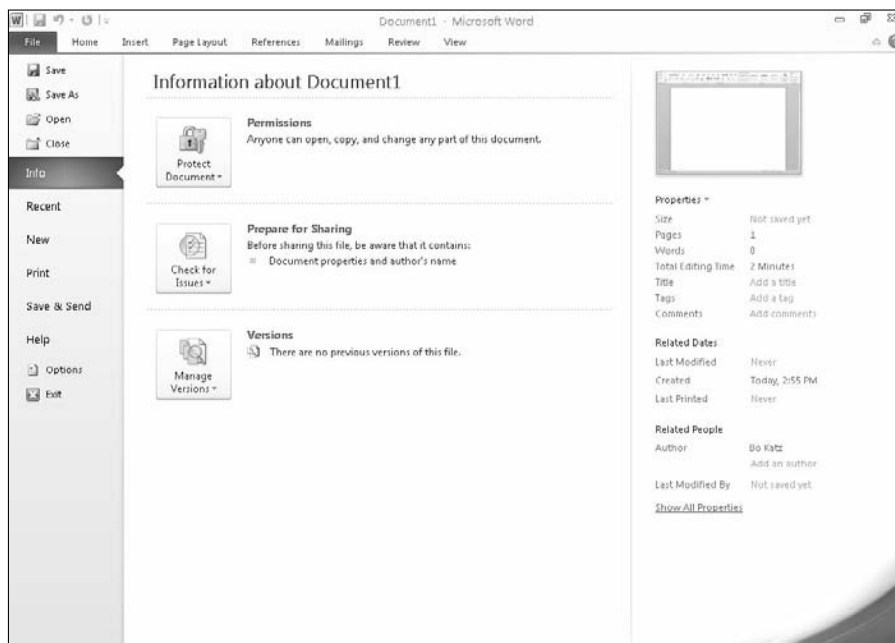 Document1 - Microsoft Word
File Home Insert Page Layout References Mailings Review View
Save
Save As
Open
Close
Info
Recent
New
Print
Save & Send
Help
Options
Exit
Information about Document1
Protect
Document
Permissions
Anyone can open, copy, and change any part of this document.
Check for
Issues
Prepare for Sharing
Before sharing this file, be aware that it contains:
Document properties and author's name
Manage
Versions
Versions
There are no previous versions of this file.
Properties
Size Not saved yet
Pages 1
Words 0
Total Editing Time 2 Minutes
Title Add a title
Tags Add a tag
Comments Add comments
Related Dates
Last Modified Never
Created Today, 2:55 PM
Last Printed Never
Related People
Author Bo Katz
Add an author
Last Modified By Not saved yet
Show All Properties